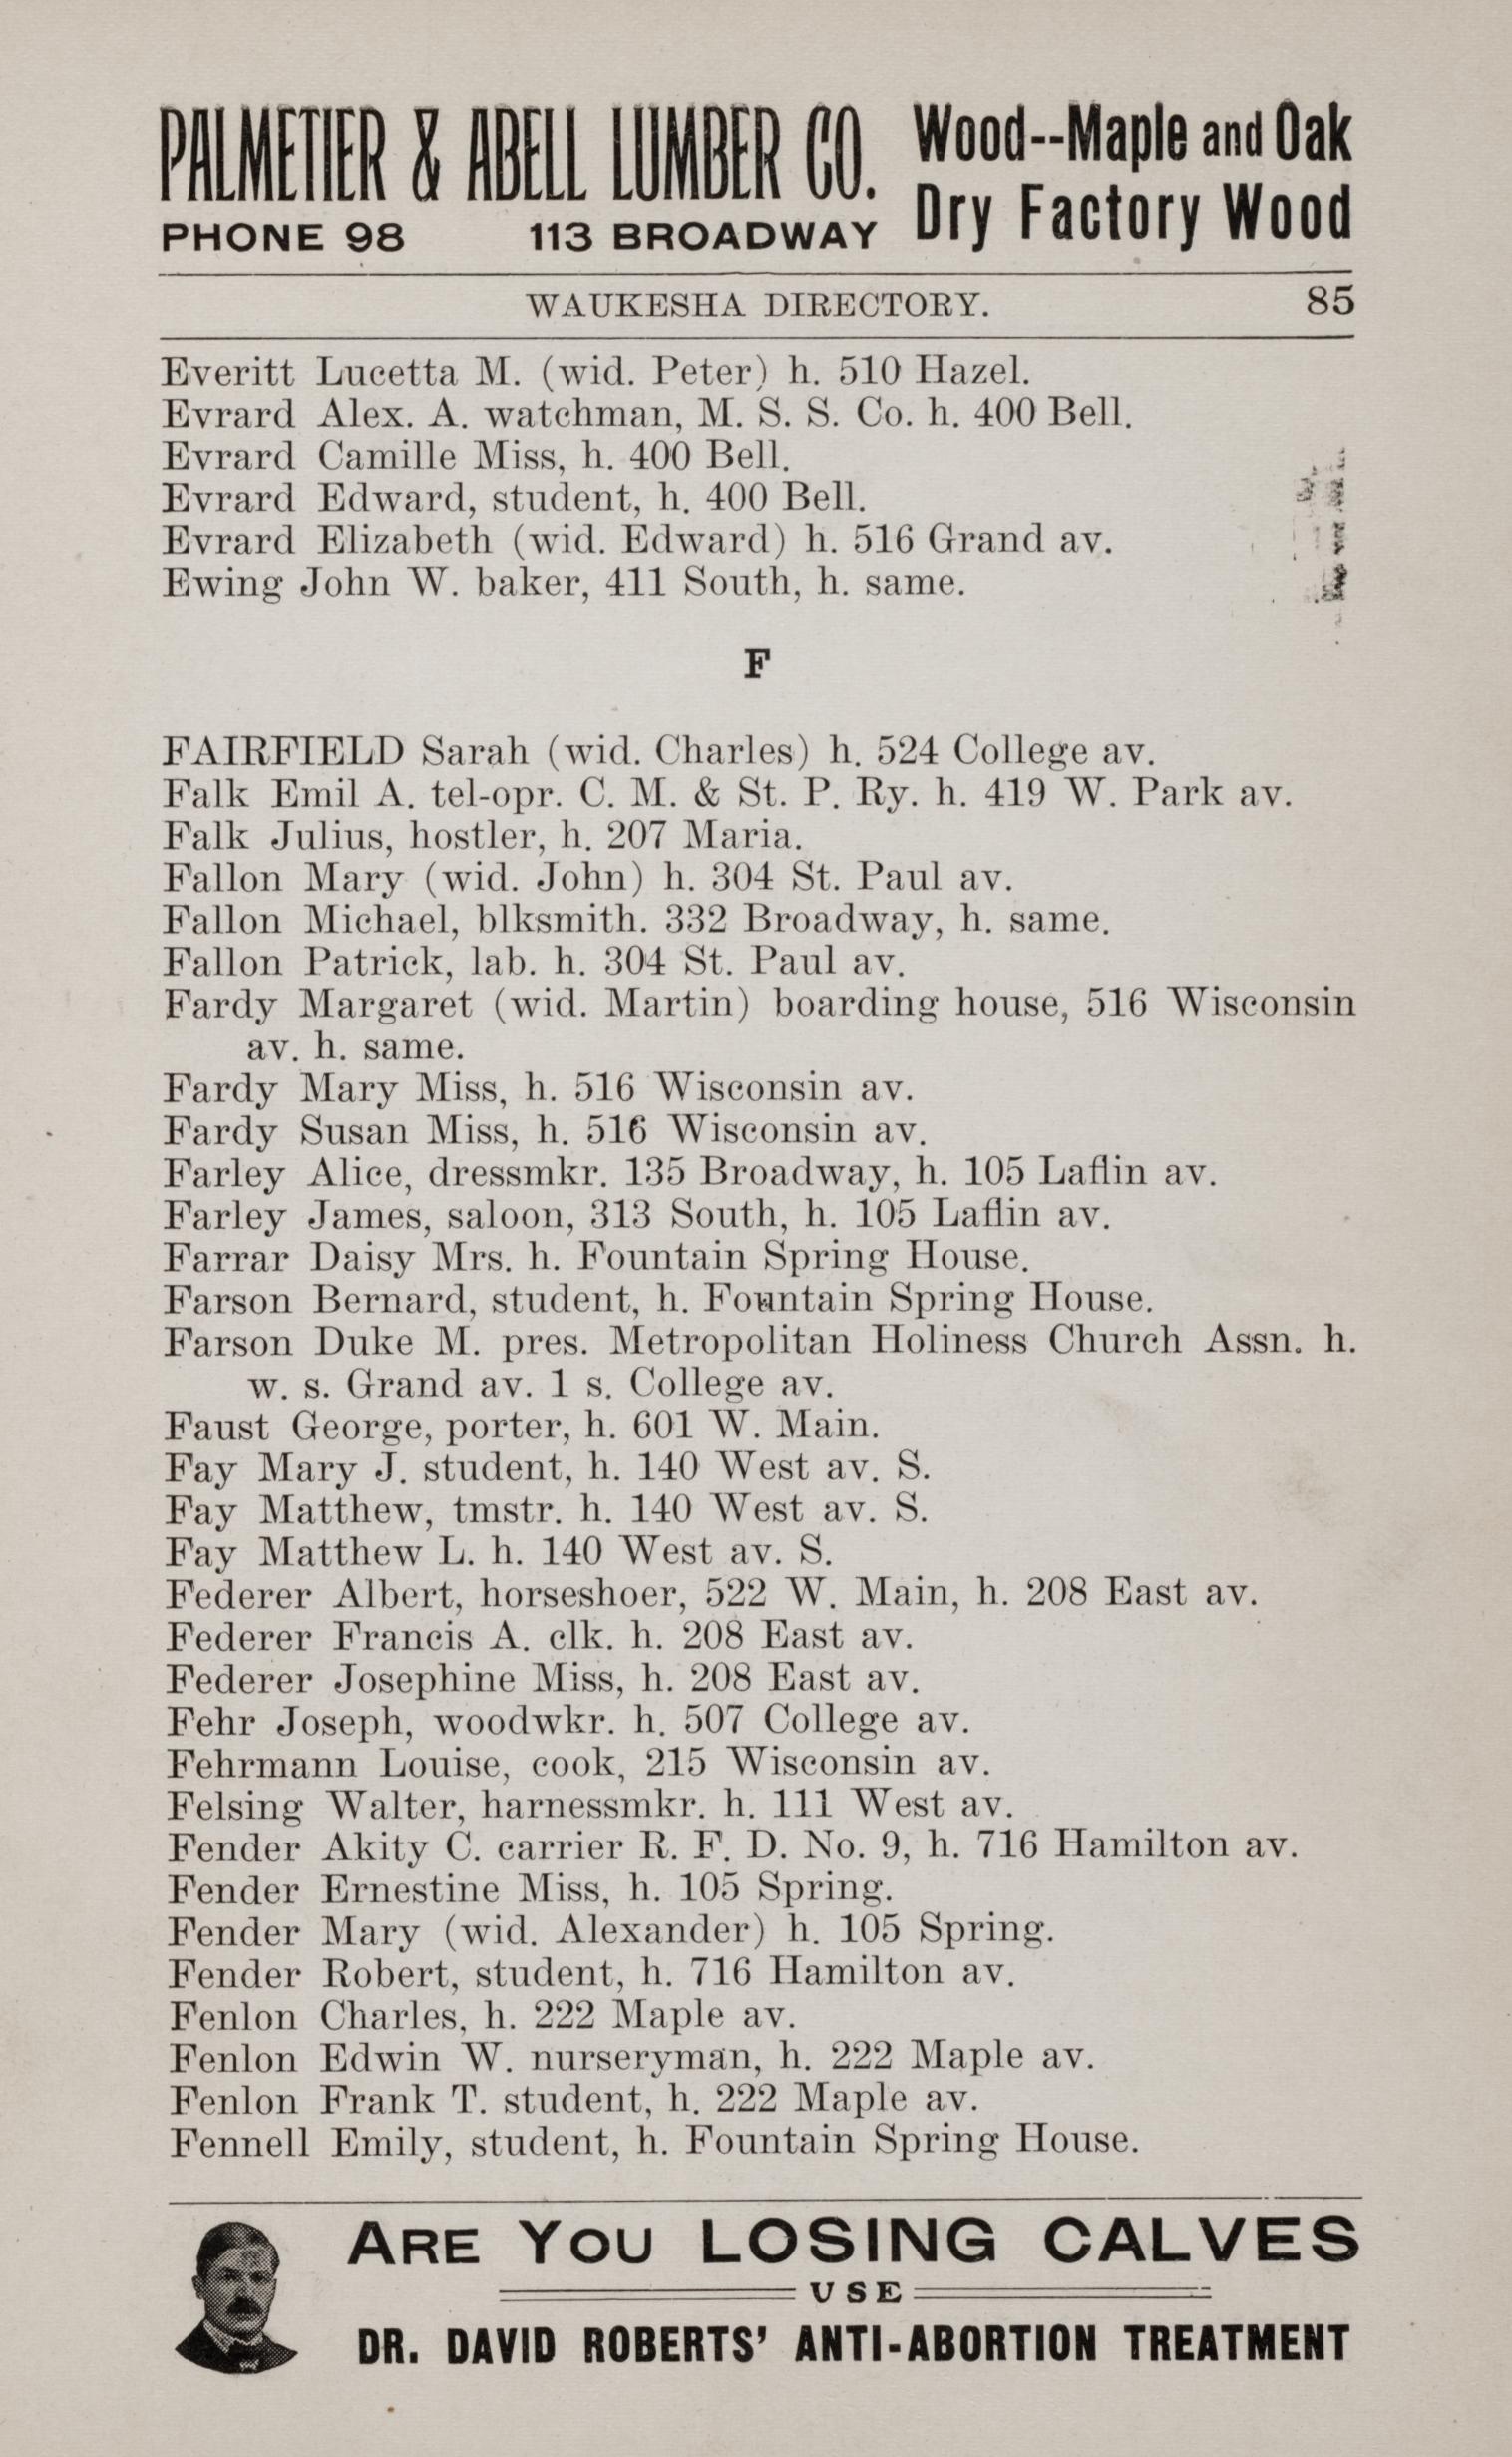 PALMETIER & ABELL LUMBER CO.
PHONE 98 113 BROADWAY
Wood--Maple and Oak
Dry Factory Wood
WAUKESHA DIRECTORY. 85
Everitt Lucetta M. (wid. Peter) h. 510 Hazel.
Evrard Alex. A. watchman, M. S. S. Co. h. 400 Bell.
Evrard Camille Miss, h. 400 Bell.
Evrard Edward, student, h. 400 Bell.
Evrard Elizabeth (wid. Edward) h. 516 Grand av.
Ewing John W. baker, 411 South, h. same.
F
FAIRFIELD Sarah (wid. Charles) h. 524 College av.
Falk Emil A. tel-opr. C. M. & St. P. Ry. h. 419 W. Park av.
Falk Julius, hostler, h. 207 Maria.
Fallon Mary (wid. John) h. 304 St. Paul av.
Fallon Michael, blksmith. 332 Broadway, h. same.
Fallon Patrick, lab. h. 304 St. Paul av.
Fardy Margaret (wid. Martin) boarding house, 516 Wisconsin
av. h. same.
Fardy Mary Miss, h. 516 Wisconsin av.
Fardy Susan Miss, h. 516 Wisconsin av.
Farley Alice, dressmkr. 135 Broadway, h. 105 Laflin av.
Farley James, saloon, 313 South, h. 105 Laflin av.
Farrar Daisy Mrs. h. Fountain Spring House.
Farson Bernard, student, h. Fountain Spring House.
Farson Duke M. pres. Metropolitan Holiness Church Assn. h.
w. s. Grand av. 1 s. College av.
Faust George, porter, h. 601 W. Main.
Fay Mary J. student, h. 140 West av. S.
Fay Matthew, tmstr. h. 140 West av. S.
Fay Matthew L. h. 140 West av. S.
Federer Albert, horseshoer, 522 W. Main, h. 208 East av.
Federer Francis A. clk. h. 208 East av.
Federer Josephine Miss, h. 208 East av.
Fehr Joseph, woodwkr. h. 507 College av.
Fehrmann Louise, cook, 215 Wisconsin av.
Felsing Walter, harnessmkr. h. 111 West av.
Fender Akity C. carrier R. F. D. No. 9, h. 716 Hamilton av.
Fender Ernestine Miss, h. 105 Spring.
Fender Mary (wid. Alexander) h. 105 Spring.
Fender Robert, student, h. 716 Hamilton av.
Fenlon Charles, h. 222 Maple av.
Fenlon Edwin W. nurseryman, h. 222 Maple av.
Fenlon Frank T. student, h. 222 Maple av.
Fennell Emily, student, h. Fountain Spring House.
ARE YOU LOSING CALVES
USE
DR. DAVID ROBERTS' ANTI-ABORTION TREATMENT